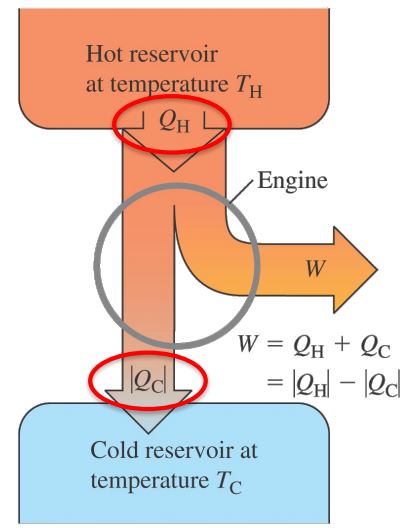 Hot reservoir
at temperature T_H
Q_H
Engine
W
W = Q_H + Q_C
= |Q_H| − |Q_C|
|Q_C|
Cold reservoir at
temperature T_C